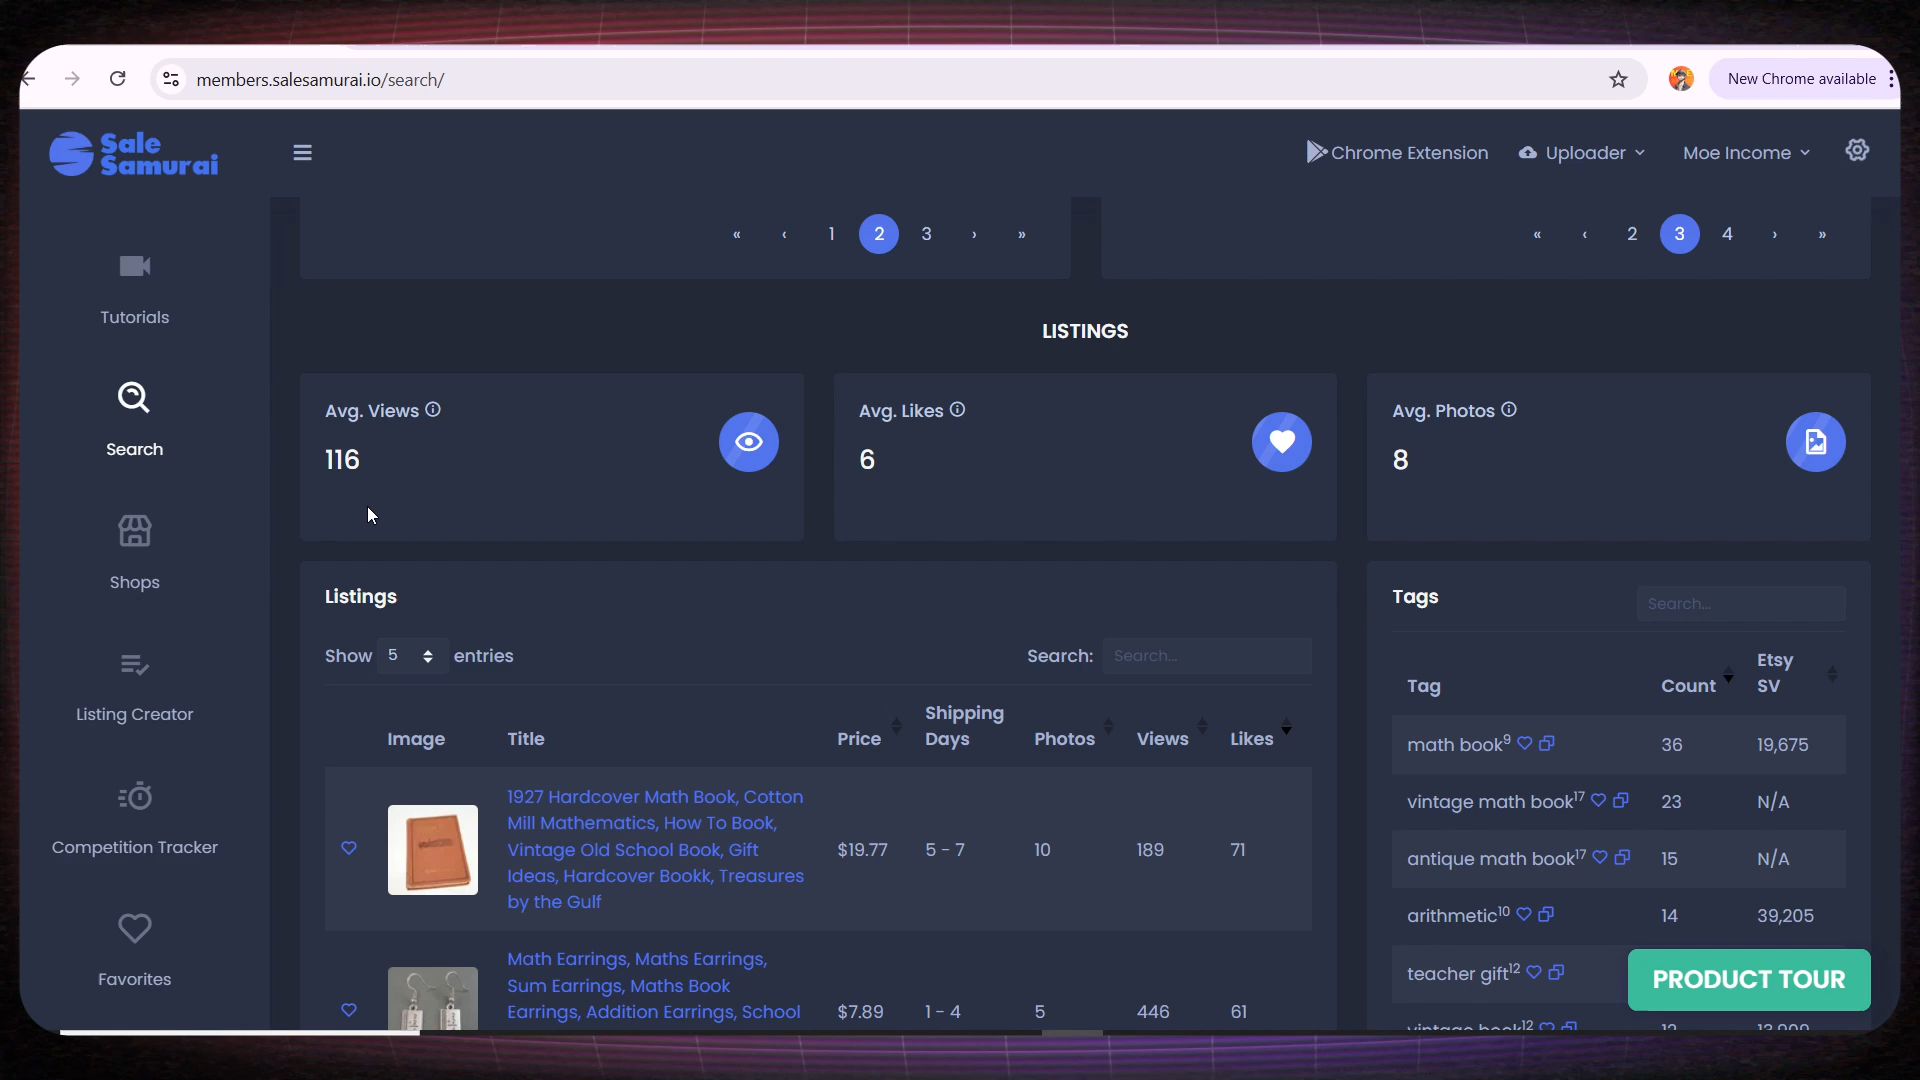 members.salesamurai.io/search/
New Chrome available
Sale
Samurai
Chrome Extension
Uploader
Moe Income
« ‹ 1 2 3 › »
« ‹ 2 3 4 › »
Tutorials
Search
Shops
Listing Creator
Competition Tracker
Favorites
LISTINGS
Avg. Views
116
Avg. Likes
6
Avg. Photos
8
Listings
Show 5 entries
Search: Search...
Image Title Price Shipping Days Photos Views Likes
1927 Hardcover Math Book, Cotton
Mill Mathematics, How To Book,
Vintage Old School Book, Gift
Ideas, Hardcover Bookk, Treasures
by the Gulf
$19.77 5 - 7 10 189 71
Math Earrings, Maths Earrings,
Sum Earrings, Maths Book
Earrings, Addition Earrings, School
$7.89 1 - 4 5 446 61
Tags
Search...
Tag Count Etsy SV
math book9 36 19,675
vintage math book17 23 N/A
antique math book17 15 N/A
arithmetic10 14 39,205
teacher gift12
vintage book12
PRODUCT TOUR